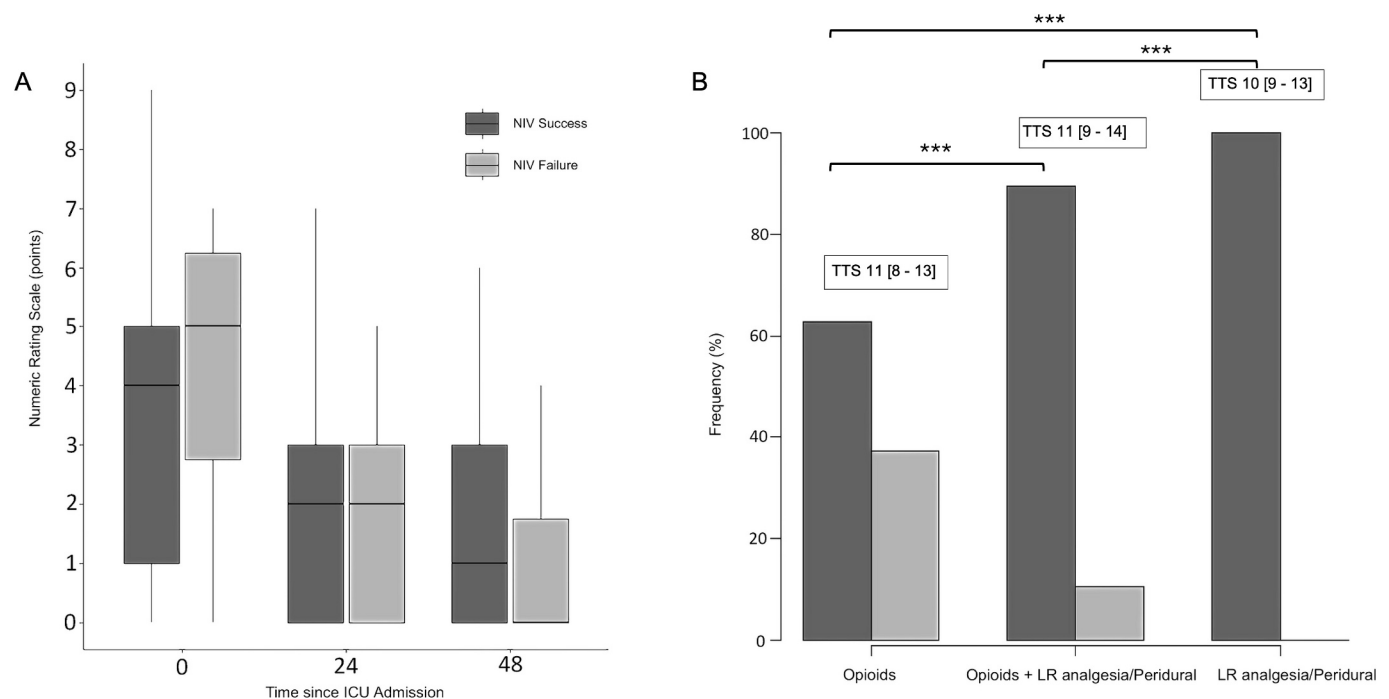 A
Numeric Rating Scale (points)
9
8
7
6
5
4
3
2
1
0
NIV Success
NIV Failure
0
24
48
Time since ICU Admission
B
***
***
TTS 10 [9 - 13]
TTS 11 [9 - 14]
***
TTS 11 [8 - 13]
Frequency (%)
100
80
60
40
20
0
Opioids
Opioids + LR analgesia/Peridural
LR analgesia/Peridural